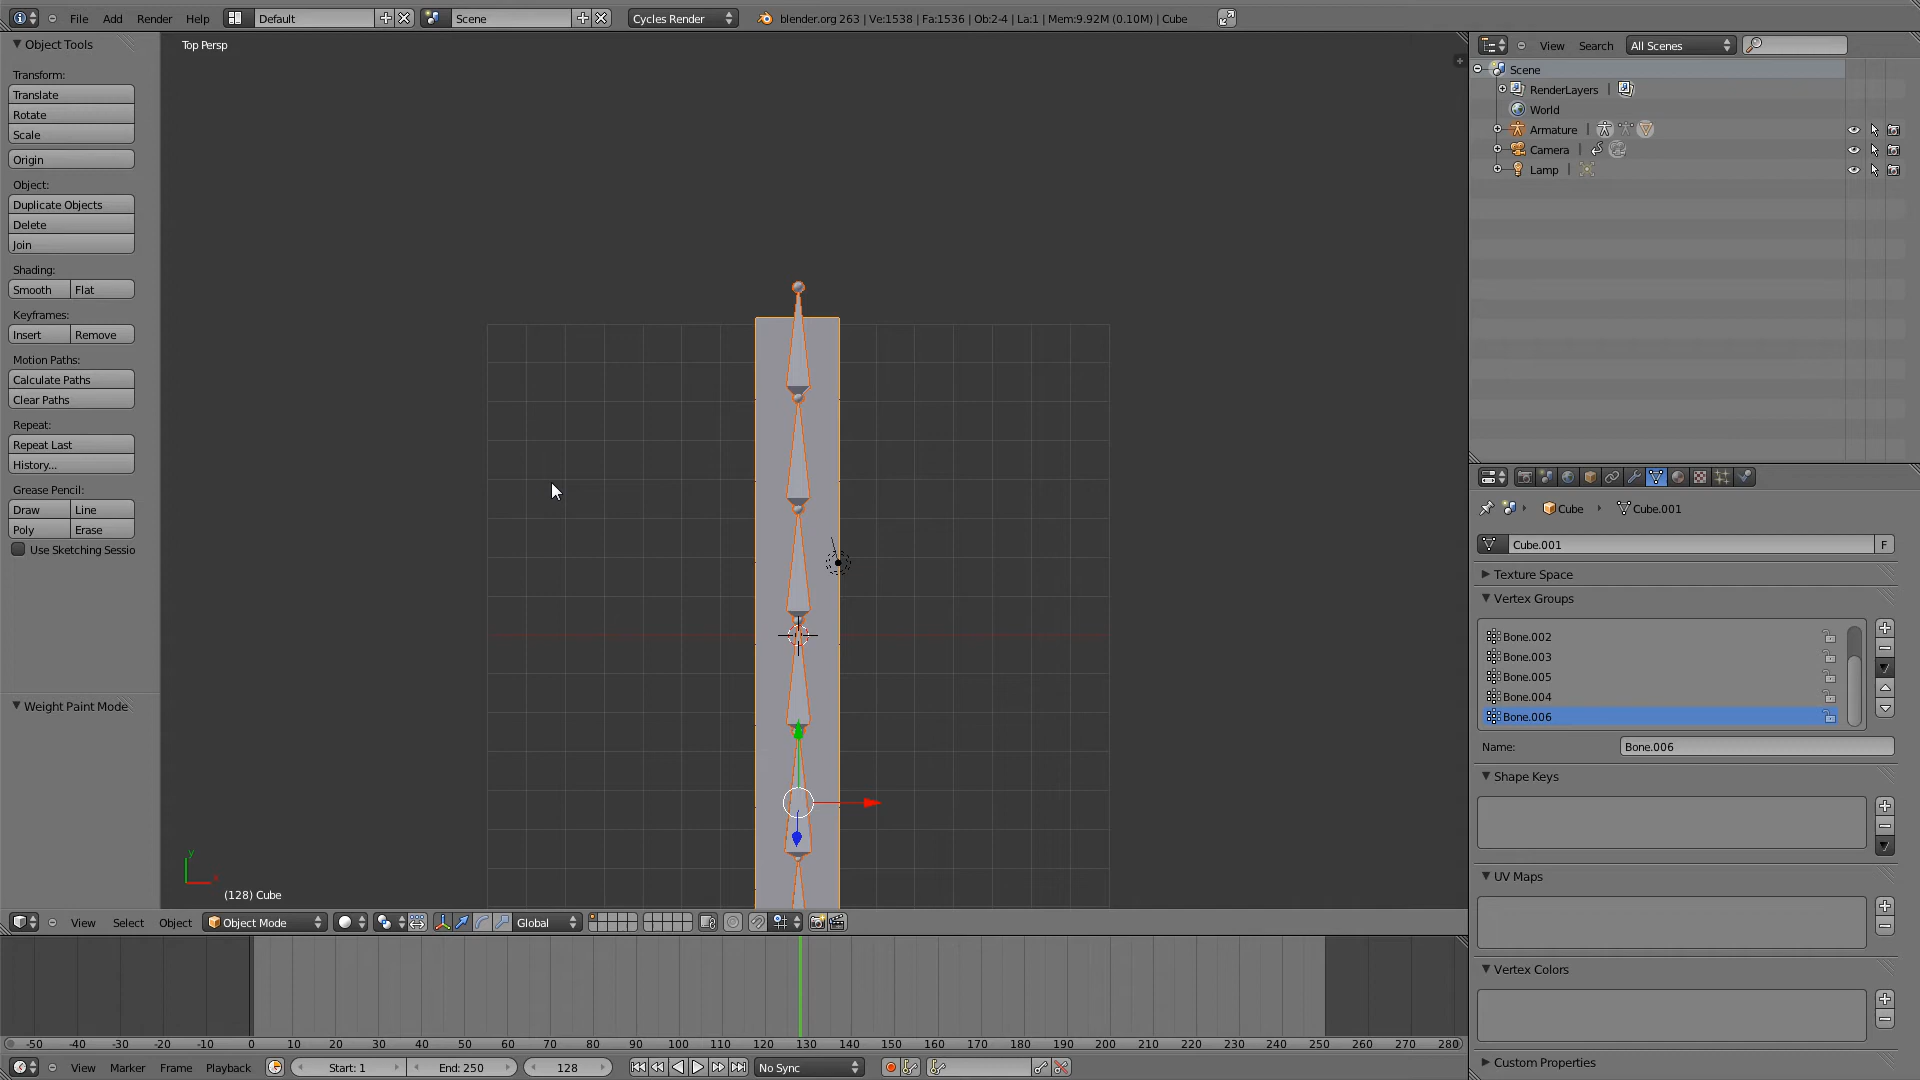 File Add Render Help Default Scene Cycles Render blender.org 263 | Ve:1538 | Fa:1536 | Ob:2-4 | La:1 | Mem:9.92M (0.10M) | Cube
Object Tools
Transform:
Translate
Rotate
Scale
Origin
Object:
Duplicate Objects
Delete
Join
Shading:
Smooth Flat
Keyframes:
Insert Remove
Motion Paths:
Calculate Paths
Clear Paths
Repeat:
Repeat Last
History...
Grease Pencil:
Draw Line
Poly Erase
Use Sketching Sessio
Weight Paint Mode
Top Persp
y
(128) Cube
View Select Object Object Mode Global
-50 -40 -30 -20 -10 0 10 20 30 40 50 60 70 80 90 100 110 120 130 140 150 160 170 180 190 200 210 220 230 240 250 260 270 280
View Marker Frame Playback Start: 1 End: 250 128 No Sync
View Search All Scenes
Scene
RenderLayers |
World
Armature |
Camera |
Lamp |
Cube Cube.001
Cube.001 F
Texture Space
Vertex Groups
Bone.002
Bone.003
Bone.005
Bone.004
Bone.006
Name: Bone.006
Shape Keys
UV Maps
Vertex Colors
Custom Properties